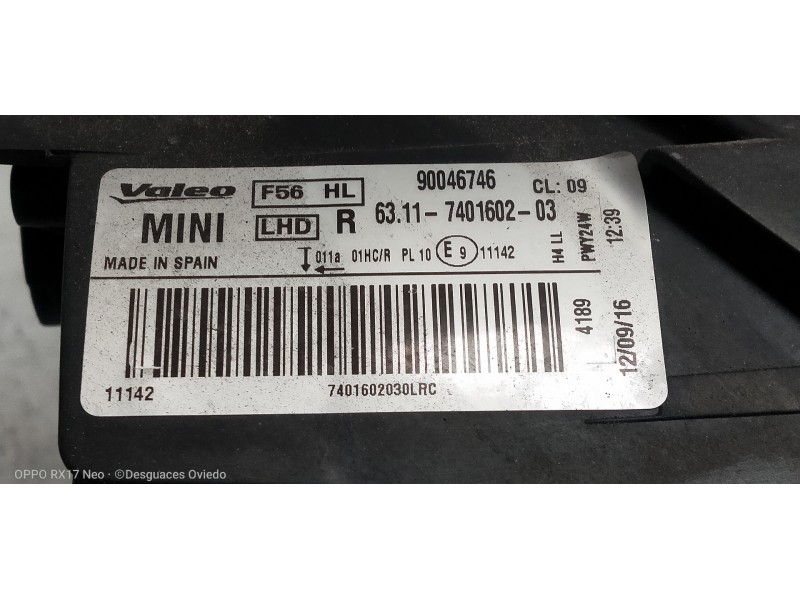 Valeo F56 HL 90046746 CL: 09
MINI LHD R 63.11-7401602-03
MADE IN SPAIN 011a 01HC/R PL 10 E 9 11142
H4 LL
PWY24W
12:39
4189
12/09/16
11142 7401602030LRC
OPPO RX17 Neo · ©Desguaces Oviedo